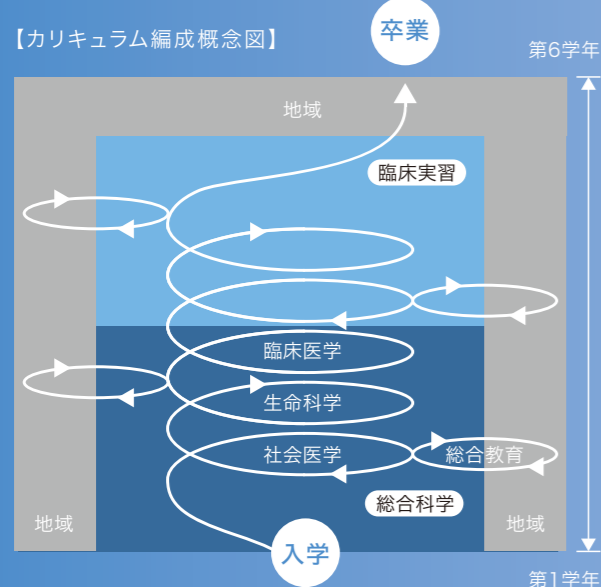 【カリキュラム編成概念図】
卒業
第6学年
地域
臨床実習
臨床医学
生命科学
社会医学
総合教育
総合科学
地域
地域
入学
第1学年